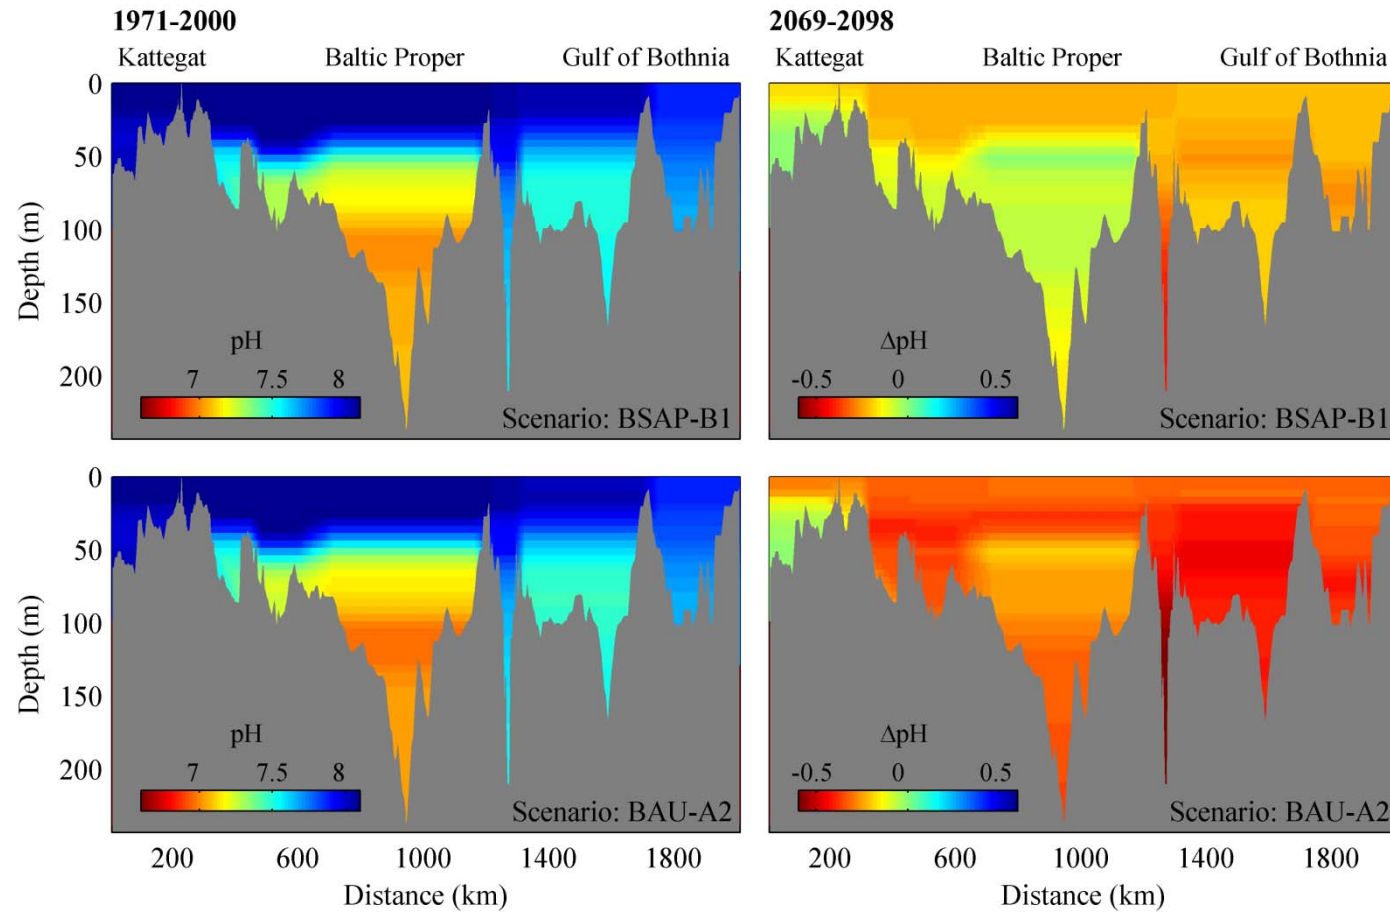 1971-2000
2069-2098
Kattegat Baltic Proper Gulf of Bothnia
Kattegat Baltic Proper Gulf of Bothnia
0
50
100
150
200
Depth (m)
pH
7 7.5 8
Scenario: BSAP-B1
ΔpH
-0.5 0 0.5
Scenario: BSAP-B1
0
50
100
150
200
Depth (m)
pH
7 7.5 8
Scenario: BAU-A2
200 600 1000 1400 1800
Distance (km)
ΔpH
-0.5 0 0.5
Scenario: BAU-A2
200 600 1000 1400 1800
Distance (km)